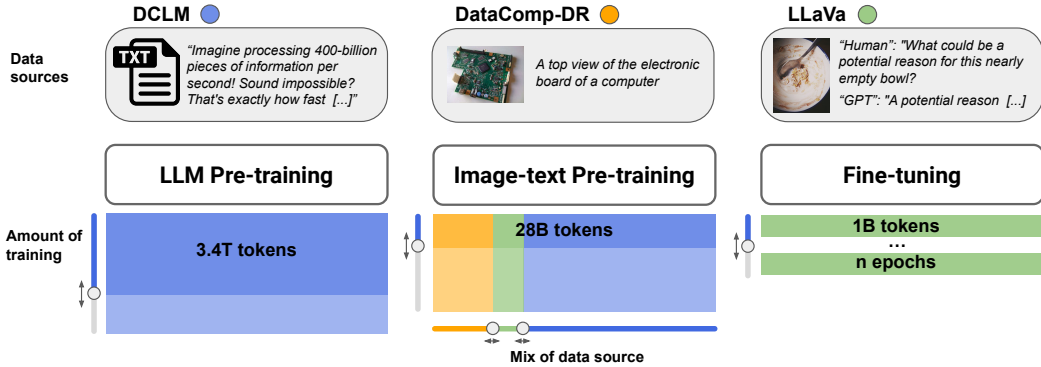 DCLM
DataComp-DR
LLaVa
Data
sources
TXT
“Imagine processing 400-billion
pieces of information per
second! Sound impossible?
That's exactly how fast [...]”
A top view of the electronic
board of a computer
“Human”: "What could be a
potential reason for this nearly
empty bowl?
“GPT”: "A potential reason [...]
LLM Pre-training
Image-text Pre-training
Fine-tuning
Amount of
training
3.4T tokens
28B tokens
1B tokens
...
n epochs
Mix of data source